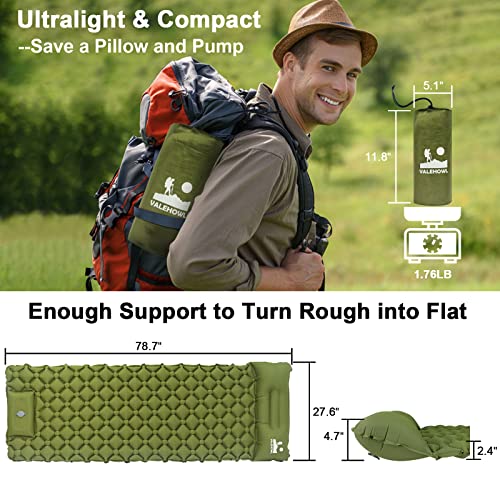 Ultralight & Compact
--Save a Pillow and Pump
5.1"
11.8"
VALEHOWL
VALEHOWL
1.76LB
Enough Support to Turn Rough into Flat
78.7"
27.6"
4.7"
2.4"